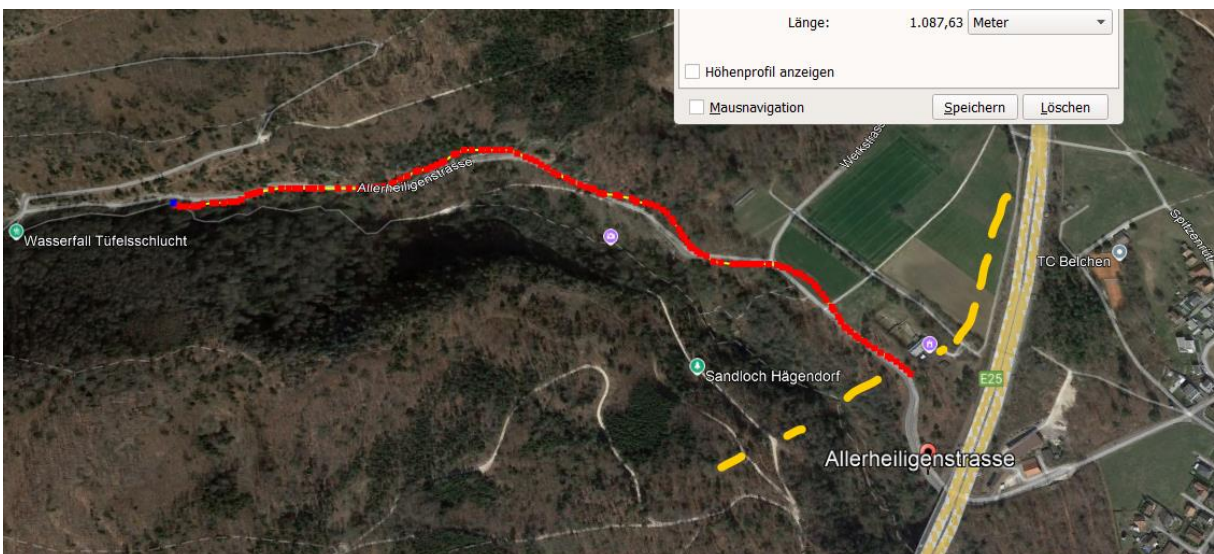 Länge: 1.087,63 Meter
Höhenprofil anzeigen
Mausnavigation Speichern Löschen
Werkstrasse
Allerheiligenstrasse
Wasserfall Tüfelsschlucht
TC Belchen
Sandloch Hägendorf
E25
Allerheiligenstrasse